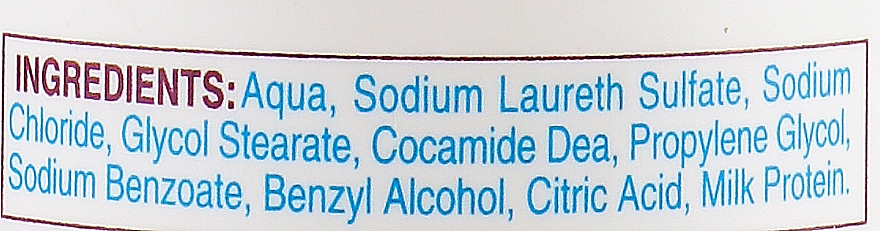 INGREDIENTS: Aqua, Sodium Laureth Sulfate, Sodium
Chloride, Glycol Stearate, Cocamide Dea, Propylene Glycol,
Sodium Benzoate, Benzyl Alcohol, Citric Acid, Milk Protein.